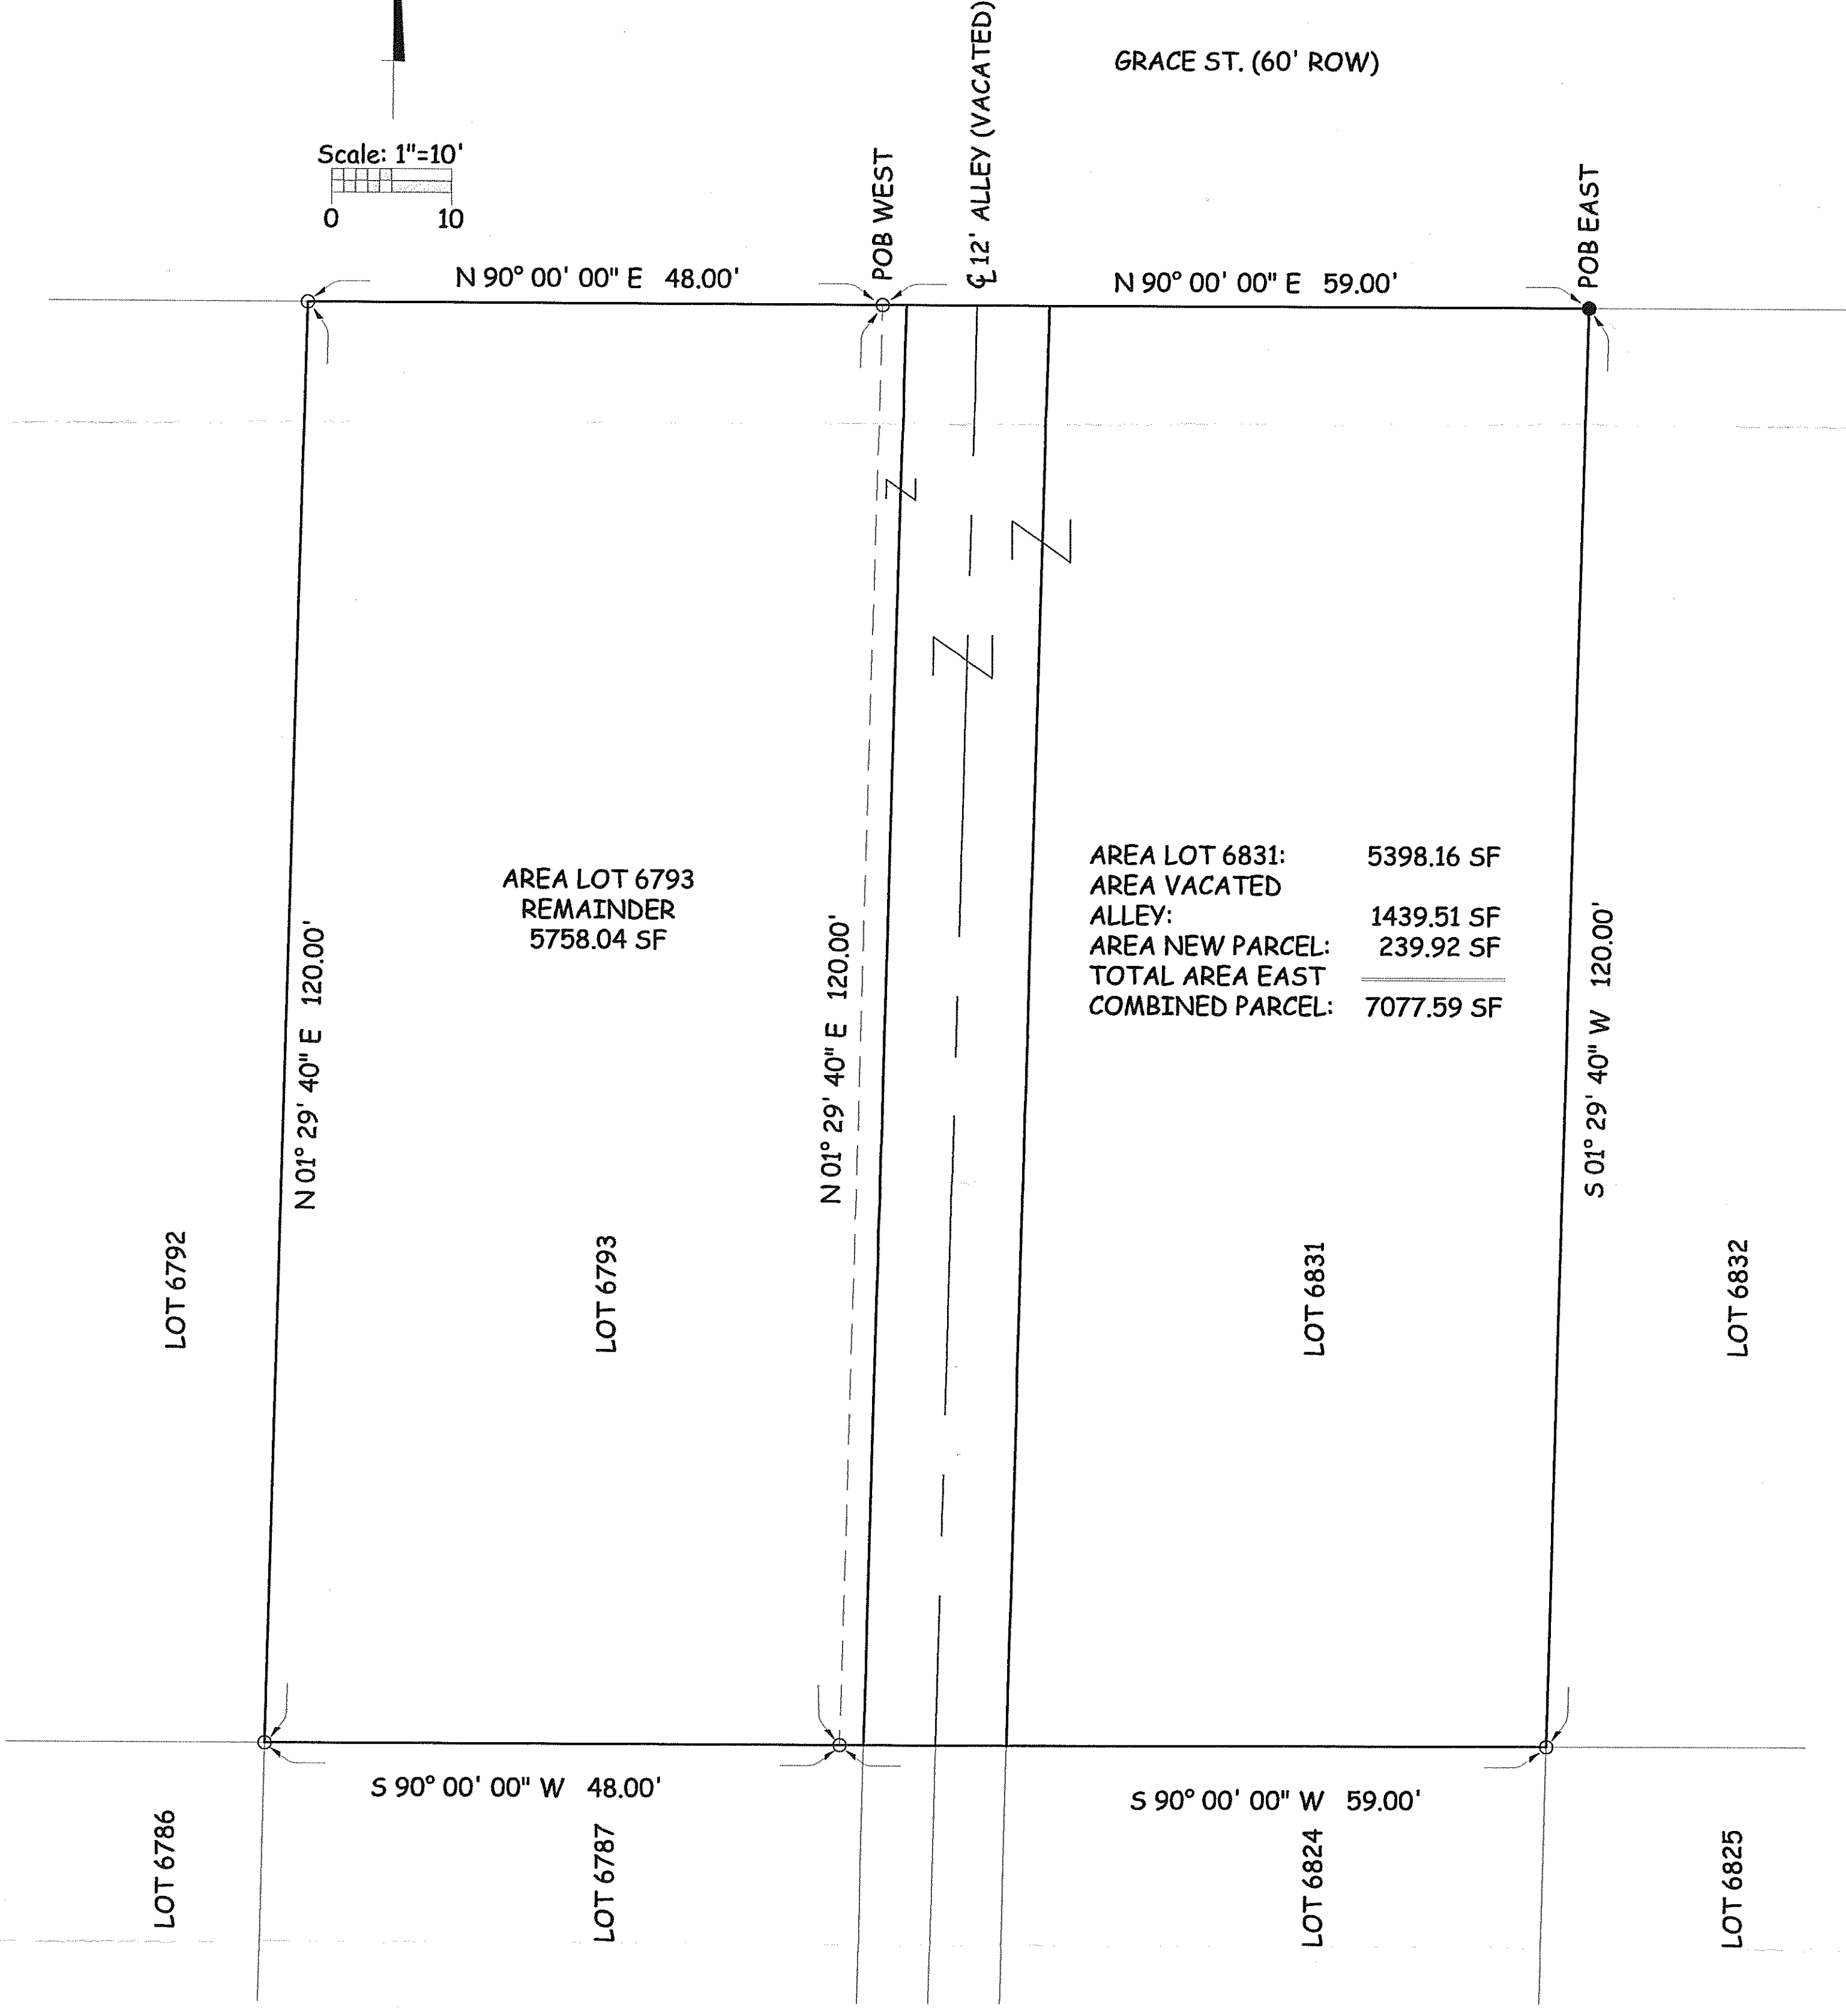 GRACE ST. (60' ROW)
℄ 12' ALLEY (VACATED)
Scale: 1"=10'
0 10
POB WEST
POB EAST
N 90° 00' 00" E 48.00'
N 90° 00' 00" E 59.00'
AREA LOT 6793
REMAINDER
5758.04 SF
AREA LOT 6831: 5398.16 SF
AREA VACATED
ALLEY: 1439.51 SF
AREA NEW PARCEL: 239.92 SF
TOTAL AREA EAST
COMBINED PARCEL: 7077.59 SF
N 01° 29' 40" E 120.00'
N 01° 29' 40" E 120.00'
S 01° 29' 40" W 120.00'
LOT 6792
LOT 6793
LOT 6831
LOT 6832
S 90° 00' 00" W 48.00'
S 90° 00' 00" W 59.00'
LOT 6786
LOT 6787
LOT 6824
LOT 6825